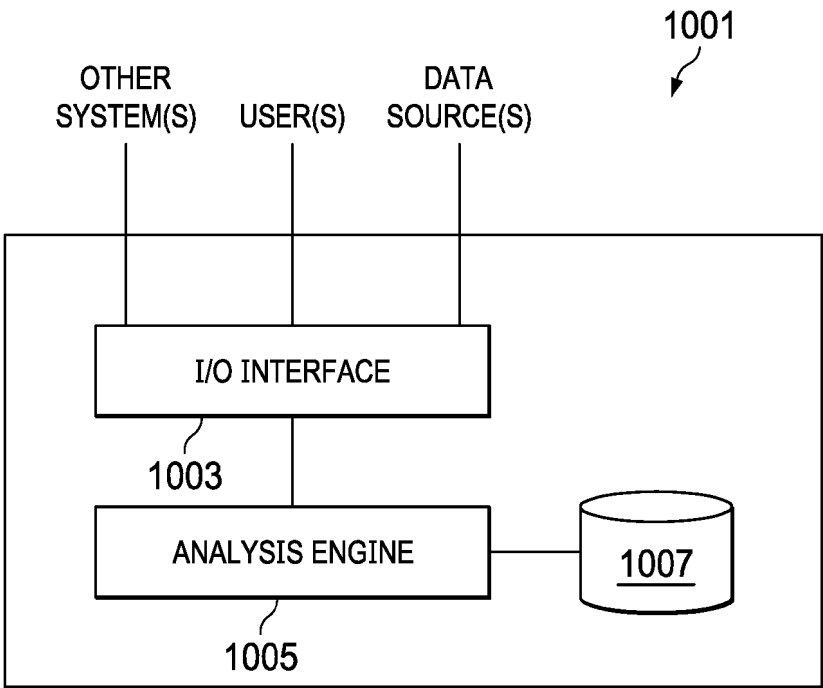 1001
OTHER
SYSTEM(S)
USER(S)
DATA
SOURCE(S)
I/O INTERFACE
1003
ANALYSIS ENGINE
1007
1005